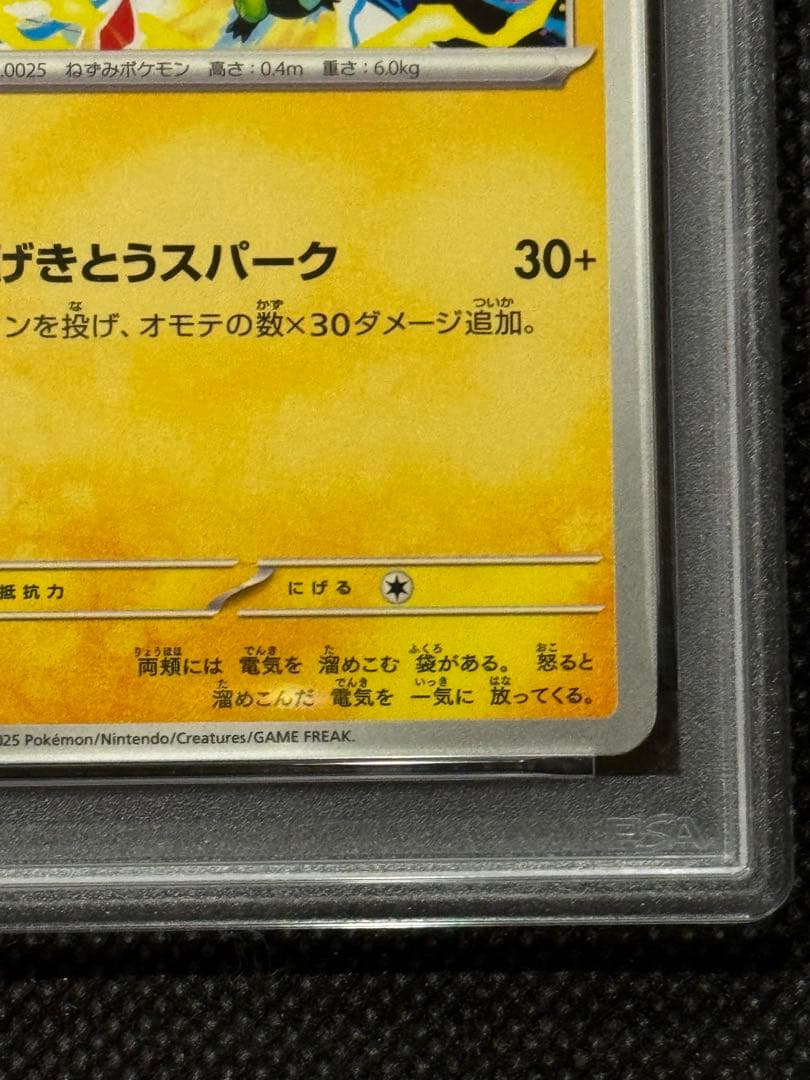 .0025 ねずみポケモン 高さ：0.4m 重さ：6.0kg
げきとうスパーク 30+
ンを投げ、オモテの数×30ダメージ追加。
抵抗力 にげる
両頬には 電気を 溜めこむ 袋がある。 怒ると
溜めこんだ 電気を 一気に 放ってくる。
025 Pokémon/Nintendo/Creatures/GAME FREAK.
PSA